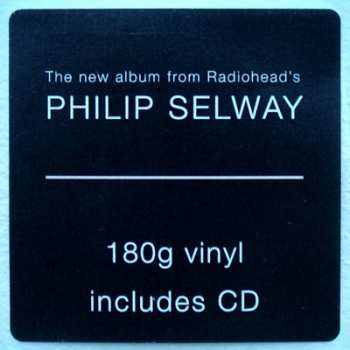 The new album from Radiohead's
PHILIP SELWAY
180g vinyl
includes CD